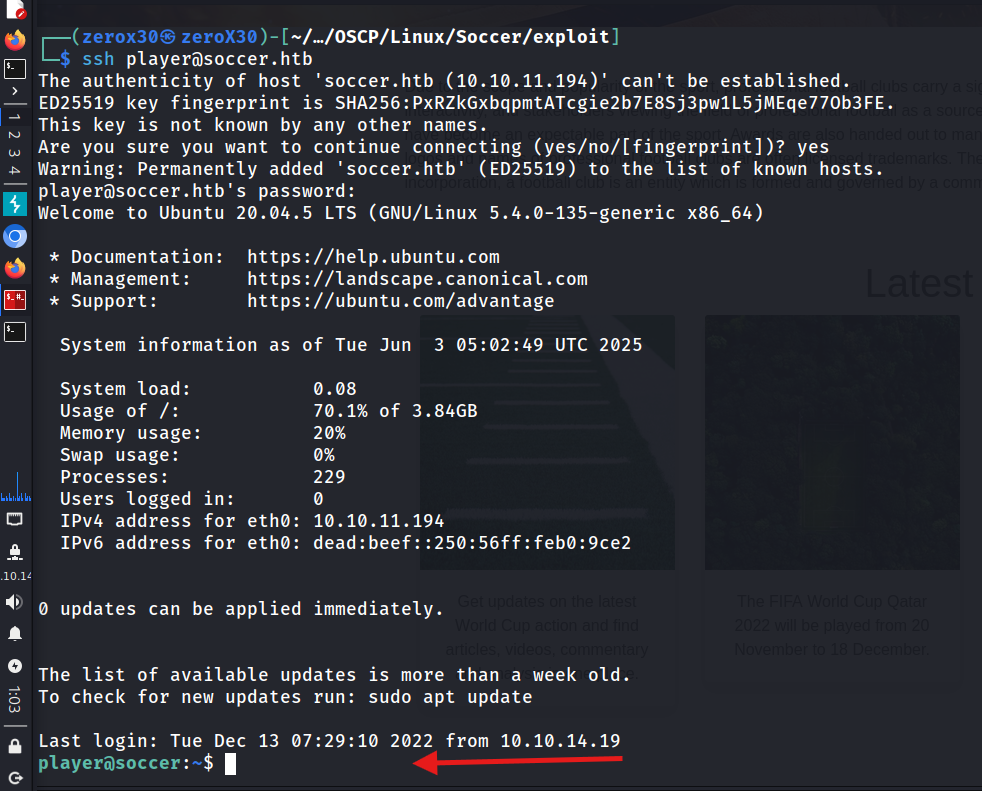 ┌──(zerox30㉿zeroX30)-[~/…/OSCP/Linux/Soccer/exploit]
└─$ ssh player@soccer.htb
The authenticity of host 'soccer.htb (10.10.11.194)' can't be established.
ED25519 key fingerprint is SHA256:PxRZkGxbqpmtATcgie2b7E8Sj3pw1L5jMEqe77Ob3FE.
This key is not known by any other names.
Are you sure you want to continue connecting (yes/no/[fingerprint])? yes
Warning: Permanently added 'soccer.htb' (ED25519) to the list of known hosts.
player@soccer.htb's password:
Welcome to Ubuntu 20.04.5 LTS (GNU/Linux 5.4.0-135-generic x86_64)
* Documentation: https://help.ubuntu.com
* Management: https://landscape.canonical.com
* Support: https://ubuntu.com/advantage
System information as of Tue Jun 3 05:02:49 UTC 2025
System load: 0.08
Usage of /: 70.1% of 3.84GB
Memory usage: 20%
Swap usage: 0%
Processes: 229
Users logged in: 0
IPv4 address for eth0: 10.10.11.194
IPv6 address for eth0: dead:beef::250:56ff:feb0:9ce2
0 updates can be applied immediately.
The list of available updates is more than a week old.
To check for new updates run: sudo apt update
Last login: Tue Dec 13 07:29:10 2022 from 10.10.14.19
player@soccer:~$
1
2
3
4
.10.14
1:03
Latest
Get updates on the latest
World Cup action and find
articles, videos, commentary
The FIFA World Cup Qatar
2022 will be played from 20
November to 18 December.